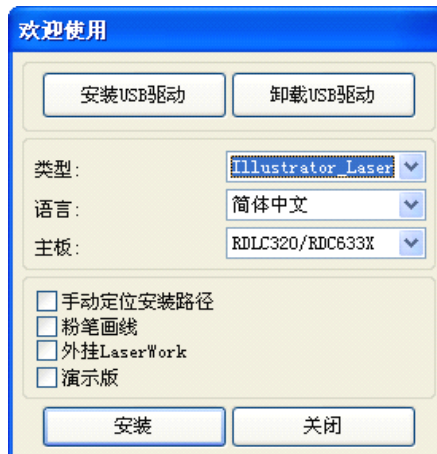 欢迎使用
安装USB驱动 卸载USB驱动
类型: Illustrator_Laser
语言: 简体中文
主板: RDLC320/RDC633X
手动定位安装路径
粉笔画线
外挂LaserWork
演示版
安装 关闭